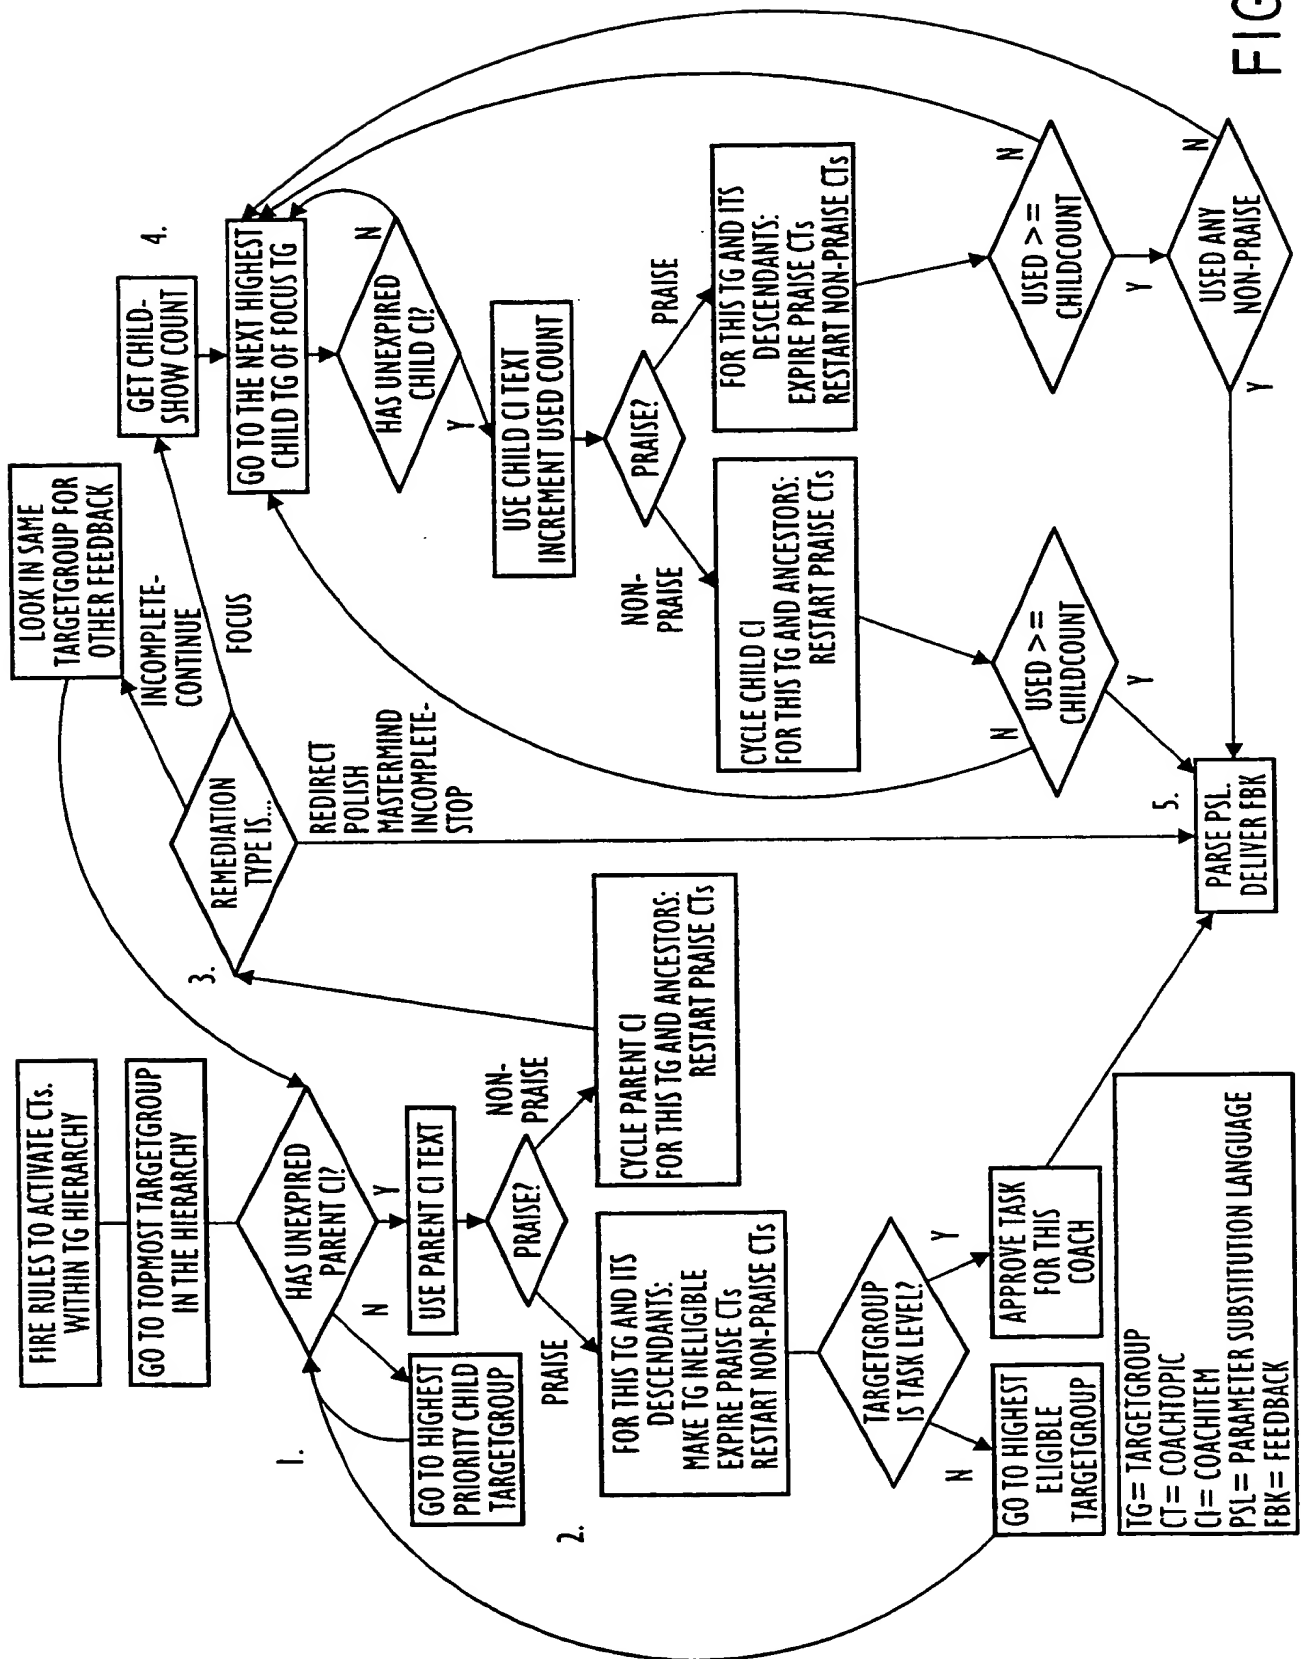 FIRE RULES TO ACTIVATE CTs.
WITHIN TG HIERARCHY
GO TO TOPMOST TARGETGROUP
IN THE HIERARCHY
1.
HAS UNEXPIRED
PARENT CI?
N
Y
GO TO HIGHEST
PRIORITY CHILD
TARGETGROUP
USE PARENT CI TEXT
2.
PRAISE?
PRAISE
NON-
PRAISE
FOR THIS TG AND ITS
DESCENDANTS:
MAKE TG INELIGIBLE
EXPIRE PRAISE CTs
RESTART NON-PRAISE CTs
CYCLE PARENT CI
FOR THIS TG AND ANCESTORS:
RESTART PRAISE CTs
TARGETGROUP
IS TASK LEVEL?
N
Y
GO TO HIGHEST
ELIGIBLE
TARGETGROUP
APPROVE TASK
FOR THIS
COACH
TG= TARGETGROUP
CT= COACHTOPIC
CI= COACHITEM
PSL= PARAMETER SUBSTITUTION LANGUAGE
FBK= FEEDBACK
3.
REMEDIATION
TYPE IS...
LOOK IN SAME
TARGETGROUP FOR
OTHER FEEDBACK
INCOMPLETE-
CONTINUE
FOCUS
REDIRECT
POLISH
MASTERMIND
INCOMPLETE-
STOP
4.
GET CHILD-
SHOW COUNT
GO TO THE NEXT HIGHEST
CHILD TG OF FOCUS TG
HAS UNEXPIRED
CHILD CI?
N
Y
USE CHILD CI TEXT
INCREMENT USED COUNT
PRAISE?
NON-
PRAISE
PRAISE
CYCLE CHILD CI
FOR THIS TG AND ANCESTORS:
RESTART PRAISE CTs
FOR THIS TG AND ITS
DESCENDANTS:
EXPIRE PRAISE CTs
RESTART NON-PRAISE CTs
USED >=
CHILDCOUNT
N
Y
USED >=
CHILDCOUNT
N
Y
USED ANY
NON-PRAISE
N
Y
5.
PARSE PSL.
DELIVER FBK
FIG